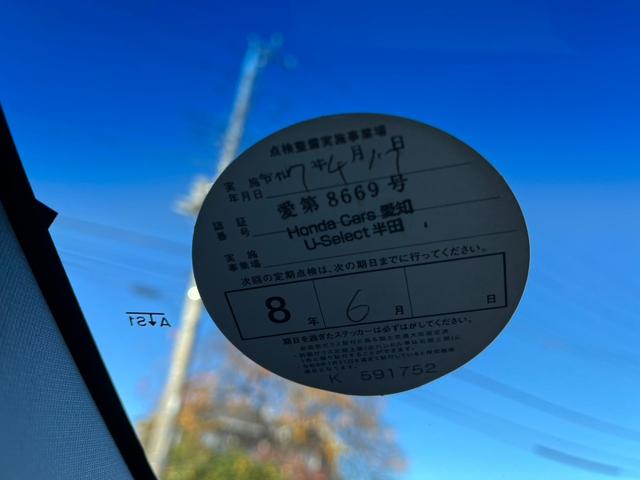 点検整備実施事業場
実施
年月日
令和7年4月17日
認証
番号
愛第8669号
実施
事業場
Honda Cars 愛知
U-Select 半田
次回の定期点検は、次の期日までに行ってください。
8年 6月 日
期日を過ぎたステッカーは必ずはがしてください。
K 591752
AS1